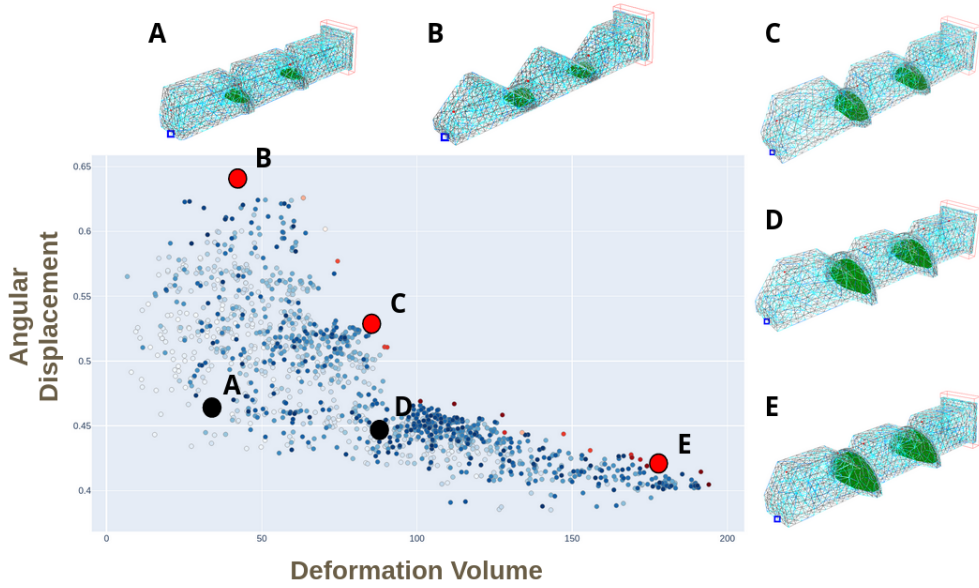 A
B
C
D
E
0.65
0.6
0.55
0.5
0.45
0.4
Angular
Displacement
B
C
A
D
E
0
50
100
150
200
Deformation Volume